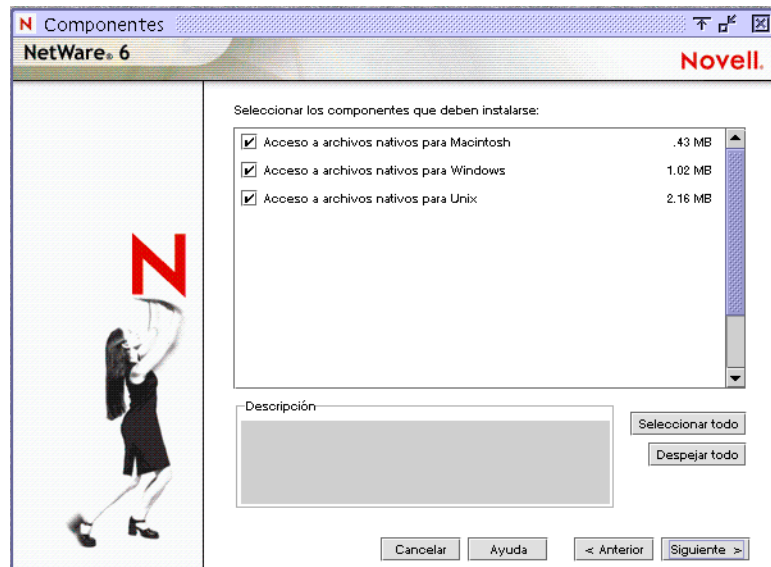 N Componentes
NetWare® 6
Novell.
Seleccionar los componentes que deben instalarse:
Acceso a archivos nativos para Macintosh .43 MB
Acceso a archivos nativos para Windows 1.02 MB
Acceso a archivos nativos para Unix 2.16 MB
N
Descripción
Seleccionar todo
Despejar todo
Cancelar Ayuda < Anterior Siguiente >